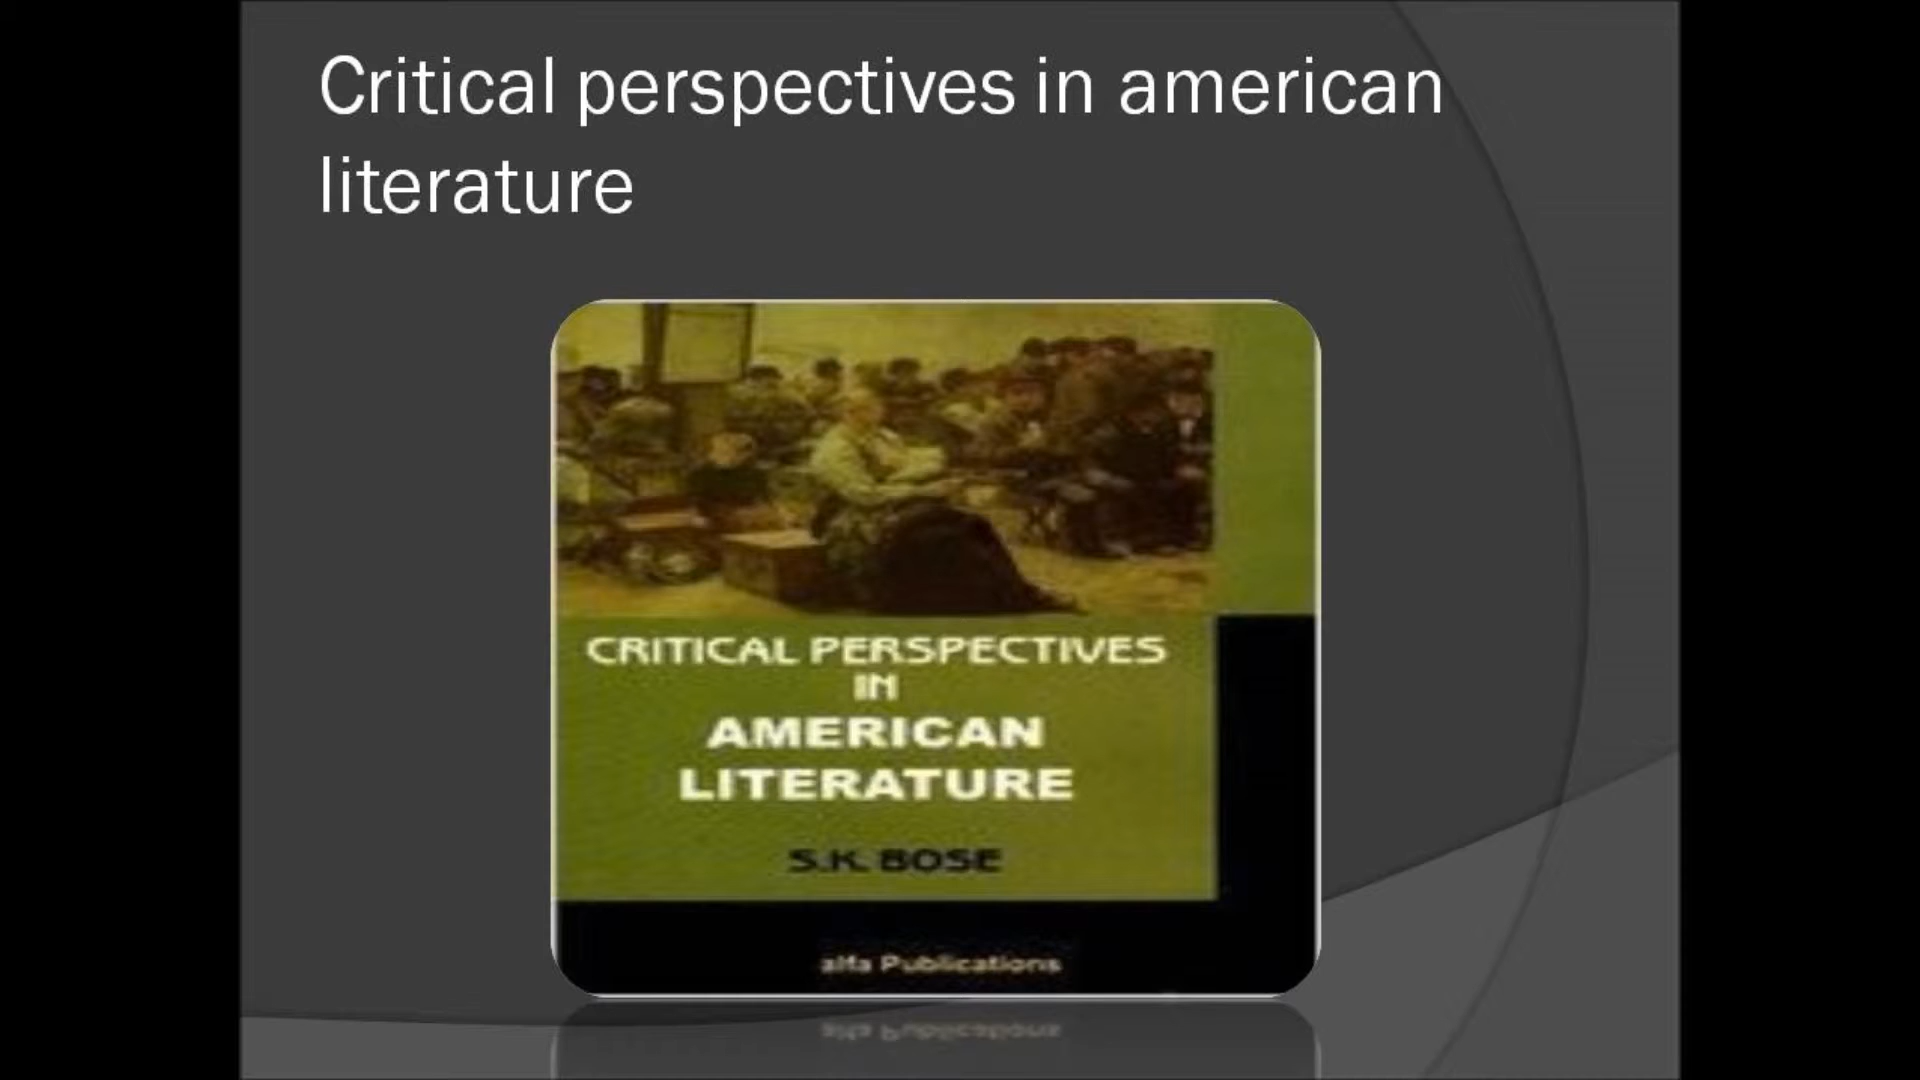 Critical perspectives in american
literature
CRITICAL PERSPECTIVES
IN
AMERICAN
LITERATURE
S.K. BOSE
alfa Publications